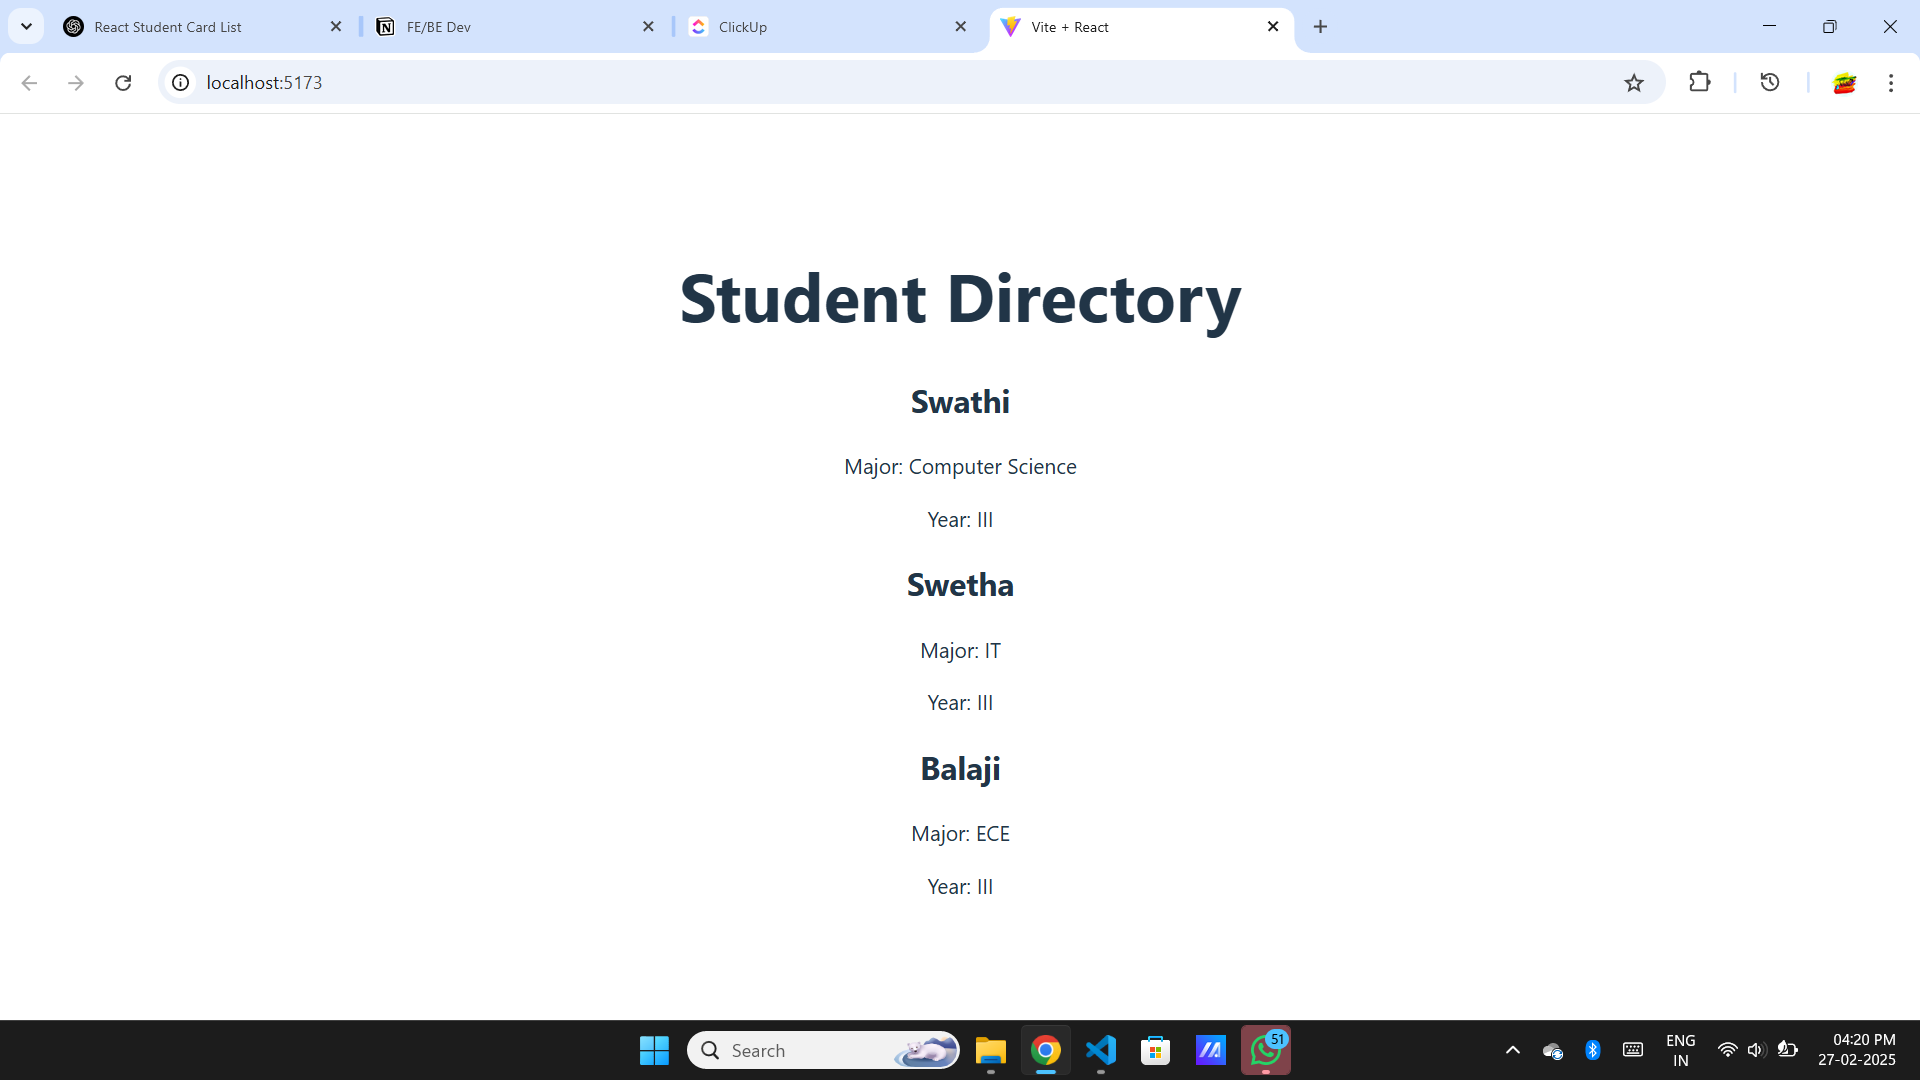 React Student Card List
FE/BE Dev
ClickUp
Vite + React
localhost:5173
Student Directory
Swathi
Major: Computer Science
Year: III
Swetha
Major: IT
Year: III
Balaji
Major: ECE
Year: III
Search
51
ENG
IN
04:20 PM
27-02-2025